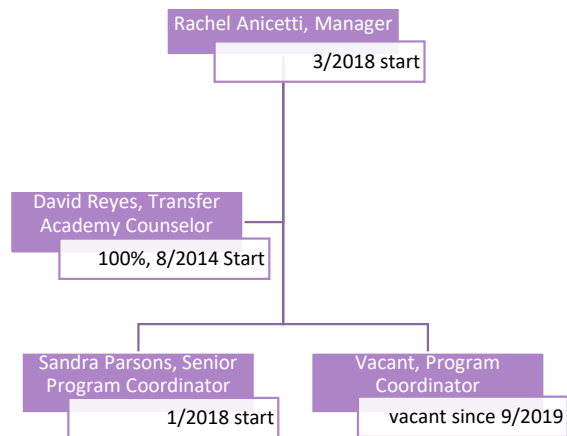 Rachel Anicetti, Manager
3/2018 start
David Reyes, Transfer
Academy Counselor
100%, 8/2014 Start
Sandra Parsons, Senior
Program Coordinator
1/2018 start
Vacant, Program
Coordinator
vacant since 9/2019